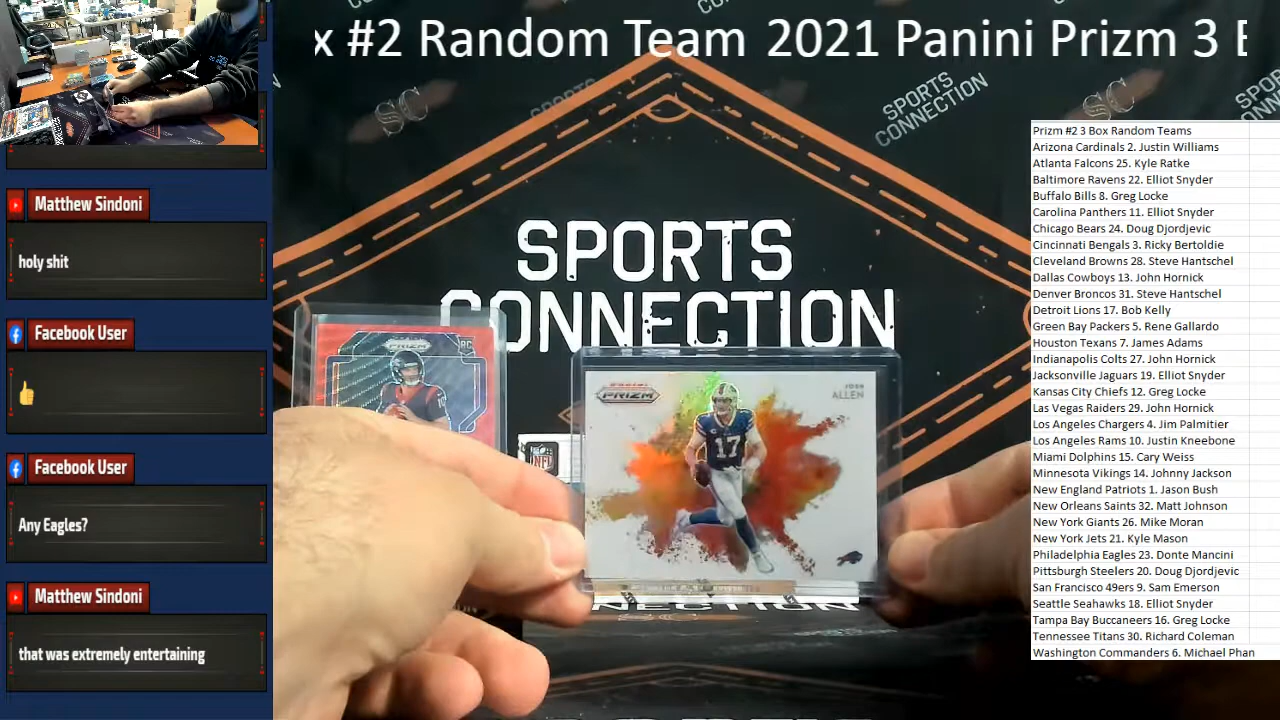 x #2 Random Team 2021 Panini Prizm 3 B
Matthew Sindoni
holy shit
Facebook User
Facebook User
Any Eagles?
Matthew Sindoni
that was extremely entertaining
SPORTS
CONNECTION
SC
SPORTS
CONNECTION
SC
PRIZM
RC
NFL
PANINI
PRIZM
JOSH
ALLEN
17
Prizm #2 3 Box Random Teams
Arizona Cardinals 2. Justin Williams
Atlanta Falcons 25. Kyle Ratke
Baltimore Ravens 22. Elliot Snyder
Buffalo Bills 8. Greg Locke
Carolina Panthers 11. Elliot Snyder
Chicago Bears 24. Doug Djordjevic
Cincinnati Bengals 3. Ricky Bertoldie
Cleveland Browns 28. Steve Hantschel
Dallas Cowboys 13. John Hornick
Denver Broncos 31. Steve Hantschel
Detroit Lions 17. Bob Kelly
Green Bay Packers 5. Rene Gallardo
Houston Texans 7. James Adams
Indianapolis Colts 27. John Hornick
Jacksonville Jaguars 19. Elliot Snyder
Kansas City Chiefs 12. Greg Locke
Las Vegas Raiders 29. John Hornick
Los Angeles Chargers 4. Jim Palmitier
Los Angeles Rams 10. Justin Kneebone
Miami Dolphins 15. Cary Weiss
Minnesota Vikings 14. Johnny Jackson
New England Patriots 1. Jason Bush
New Orleans Saints 32. Matt Johnson
New York Giants 26. Mike Moran
New York Jets 21. Kyle Mason
Philadelphia Eagles 23. Donte Mancini
Pittsburgh Steelers 20. Doug Djordjevic
San Francisco 49ers 9. Sam Emerson
Seattle Seahawks 18. Elliot Snyder
Tampa Bay Buccaneers 16. Greg Locke
Tennessee Titans 30. Richard Coleman
Washington Commanders 6. Michael Phan